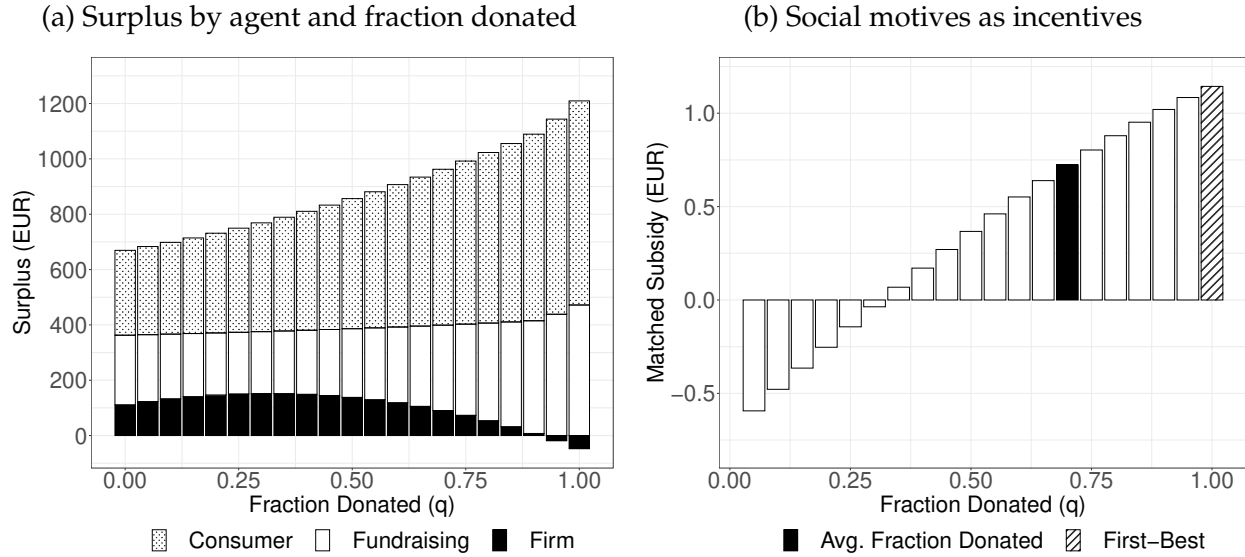 (a) Surplus by agent and fraction donated
Surplus (EUR)
1200
1000
800
600
400
200
0
0.00 0.25 0.50 0.75 1.00
Fraction Donated (q)
Consumer Fundraising Firm
(b) Social motives as incentives
Matched Subsidy (EUR)
1.0
0.5
0.0
−0.5
0.00 0.25 0.50 0.75 1.00
Fraction Donated (q)
Avg. Fraction Donated First−Best